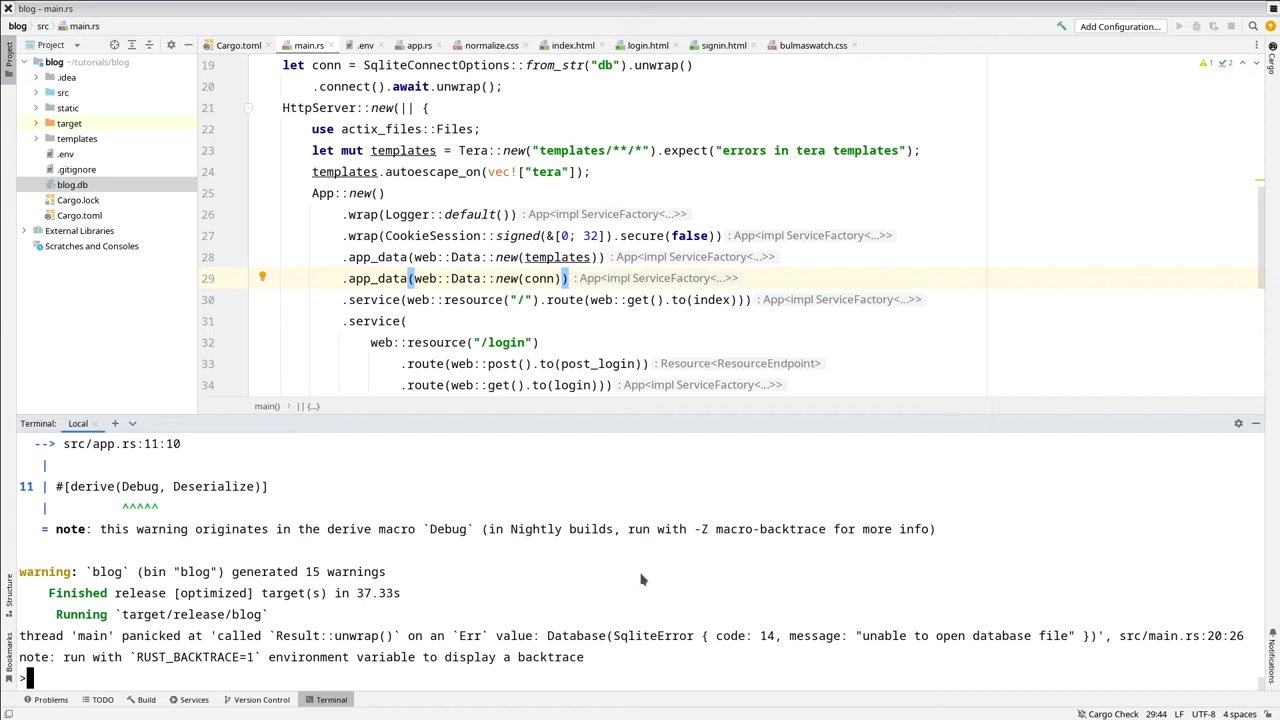 blog – main.rs
blog
src
main.rs
Add Configuration...
Project
Project
Cargo.toml
main.rs
.env
app.rs
normalize.css
index.html
login.html
signin.html
bulmaswatch.css
Cargo
blog ~/tutorials/blog
.idea
src
static
target
templates
.env
.gitignore
blog.db
Cargo.lock
Cargo.toml
External Libraries
Scratches and Consoles
1 2
19 let conn = SqliteConnectOptions::from_str("db").unwrap()
20 .connect().await.unwrap();
21 HttpServer::new(|| {
22 use actix_files::Files;
23 let mut templates = Tera::new("templates/**/*").expect("errors in tera templates");
24 templates.autoescape_on(vec!["tera"]);
25 App::new()
26 .wrap(Logger::default()) : App<impl ServiceFactory<...>>
27 .wrap(CookieSession::signed(&[0; 32]).secure(false)) : App<impl ServiceFactory<...>>
28 .app_data(web::Data::new(templates)) : App<impl ServiceFactory<...>>
29 .app_data(web::Data::new(conn)) : App<impl ServiceFactory<...>>
30 .service(web::resource("/").route(web::get().to(index))) : App<impl ServiceFactory<...>>
31 .service(
32 web::resource("/login")
33 .route(web::post().to(post_login)) : Resource<ResourceEndpoint>
34 .route(web::get().to(login))) : App<impl ServiceFactory<...>>
main()
|| {...}
Terminal: Local
--> src/app.rs:11:10
|
11 | #[derive(Debug, Deserialize)]
| ^^^^^
= note: this warning originates in the derive macro `Debug` (in Nightly builds, run with -Z macro-backtrace for more info)
warning: `blog` (bin "blog") generated 15 warnings
Finished release [optimized] target(s) in 37.33s
Running `target/release/blog`
thread 'main' panicked at 'called `Result::unwrap()` on an `Err` value: Database(SqliteError { code: 14, message: "unable to open database file" })', src/main.rs:20:26
note: run with `RUST_BACKTRACE=1` environment variable to display a backtrace
>
Structure
Bookmarks
Notifications
Problems
TODO
Build
Services
Version Control
Terminal
Cargo Check
29:44
LF
UTF-8
4 spaces